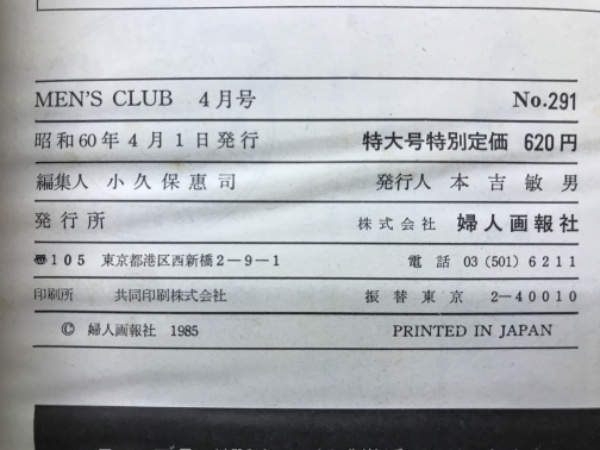 MEN'S CLUB 4月号 No.291
昭和60年4月1日発行 特大号特別定価 620円
編集人 小久保恵司 発行人 本吉敏男
発行所 株式会社 婦人画報社
〠105 東京都港区西新橋2-9-1 電話 03(501)6211
印刷所 共同印刷株式会社 振替東京 2-40010
© 婦人画報社 1985 PRINTED IN JAPAN